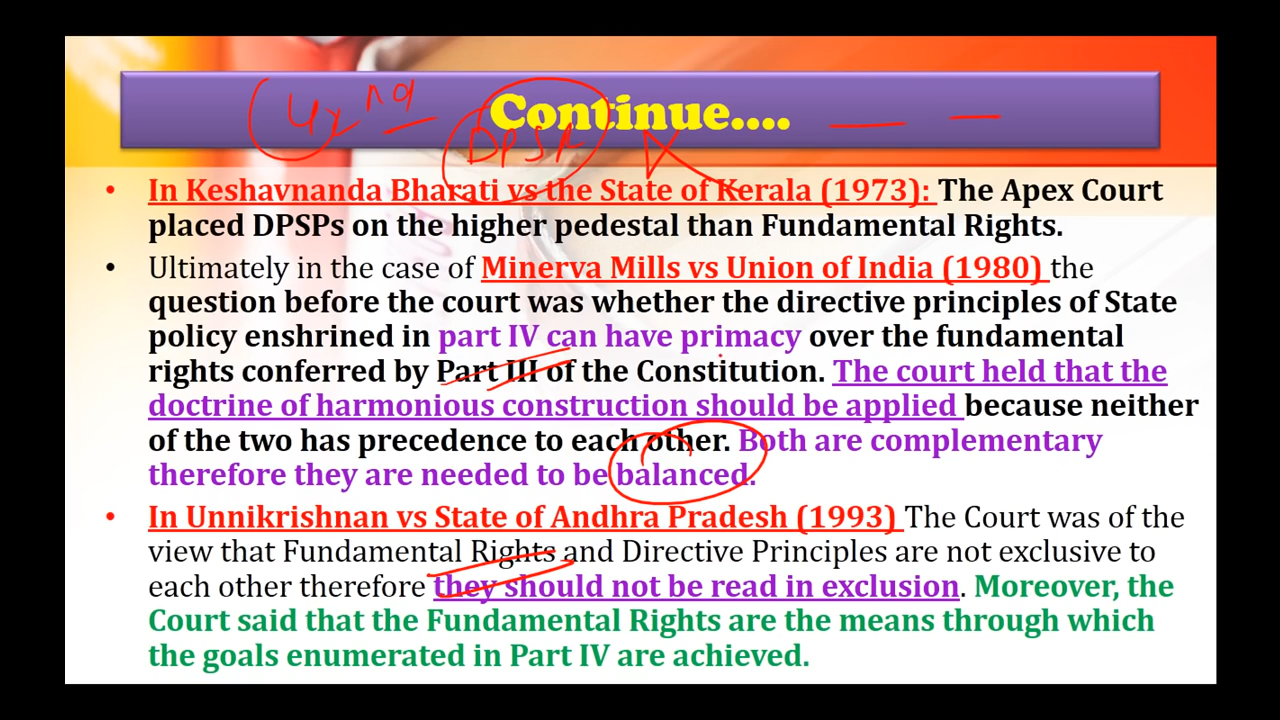 Continue....
• In Keshavnanda Bharati vs the State of Kerala (1973): The Apex Court
placed DPSPs on the higher pedestal than Fundamental Rights.
• Ultimately in the case of Minerva Mills vs Union of India (1980) the
question before the court was whether the directive principles of State
policy enshrined in part IV can have primacy over the fundamental
rights conferred by Part III of the Constitution. The court held that the
doctrine of harmonious construction should be applied because neither
of the two has precedence to each other. Both are complementary
therefore they are needed to be balanced.
• In Unnikrishnan vs State of Andhra Pradesh (1993) The Court was of the
view that Fundamental Rights and Directive Principles are not exclusive to
each other therefore they should not be read in exclusion. Moreover, the
Court said that the Fundamental Rights are the means through which
the goals enumerated in Part IV are achieved.